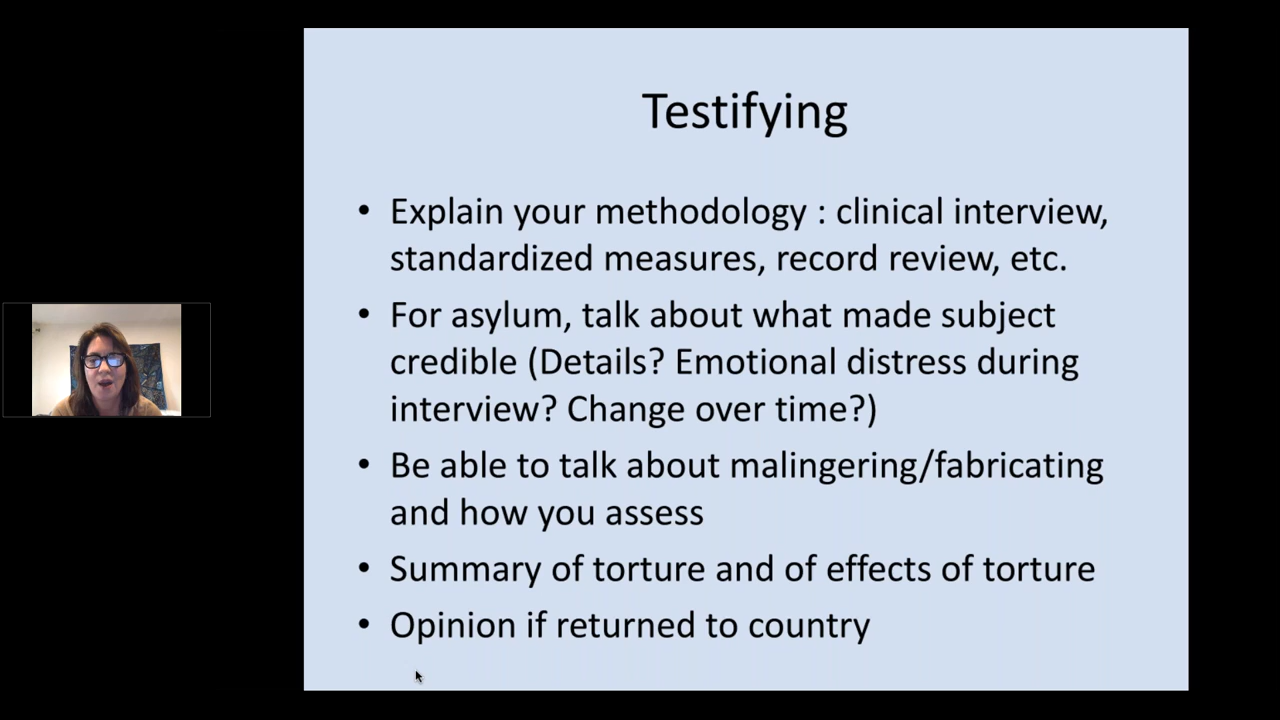 Testifying
• Explain your methodology : clinical interview,
standardized measures, record review, etc.
• For asylum, talk about what made subject
credible (Details? Emotional distress during
interview? Change over time?)
• Be able to talk about malingering/fabricating
and how you assess
• Summary of torture and of effects of torture
• Opinion if returned to country